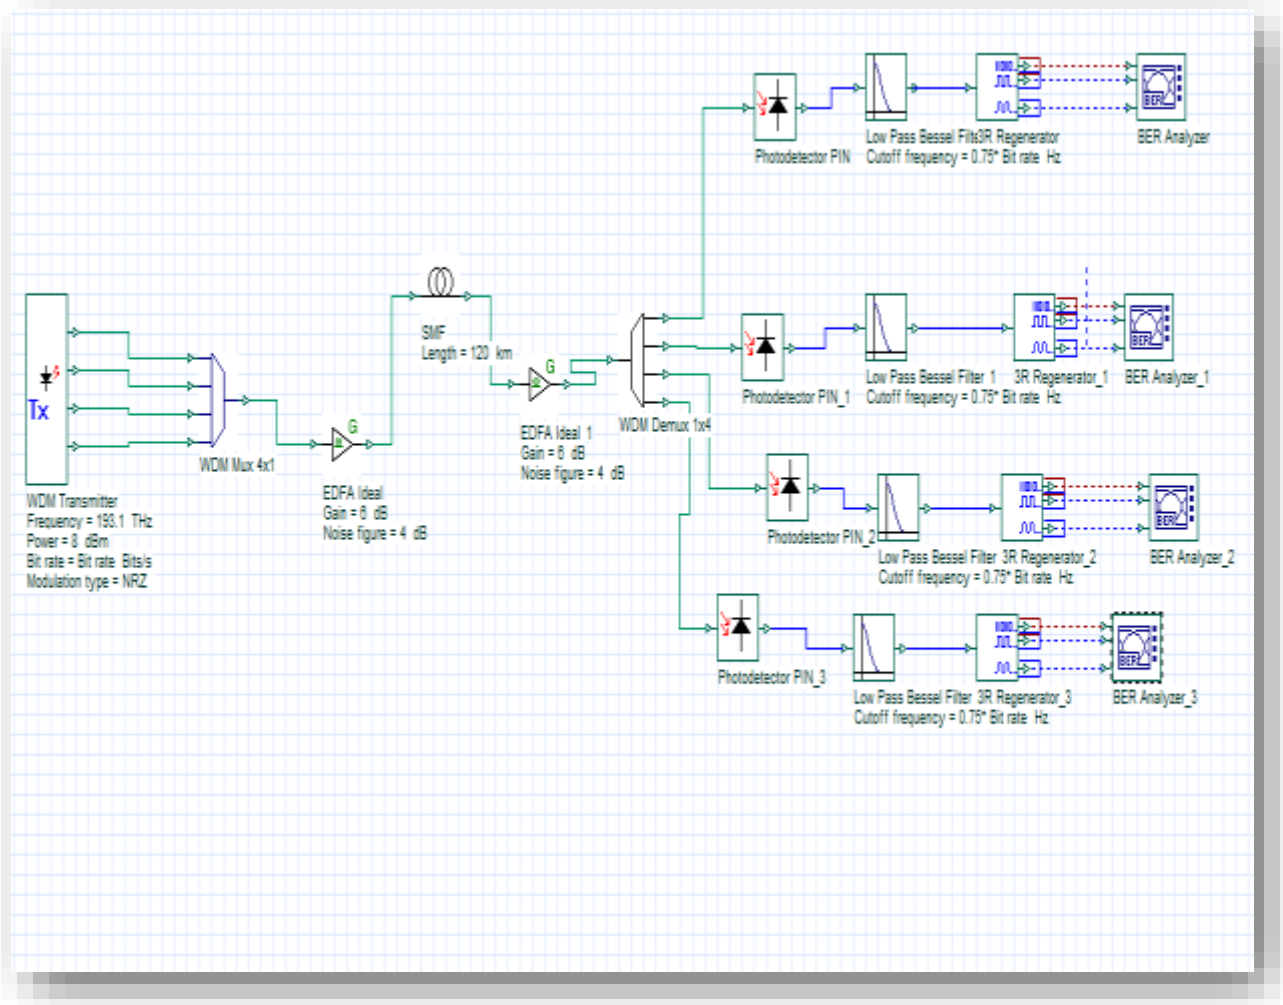 Photodetector PIN
Low Pass Bessel Filte
3R Regenerator
Cutoff frequency = 0.75* Bit rate Hz
BER
BER Analyzer
Tx
WDM Transmitter
Frequency = 193.1 THz
Power = 8 dBm
Bit rate = Bit rate Bits/s
Modulation type = NRZ
WDM Mux 4x1
G
EDFA Ideal
Gain = 6 dB
Noise figure = 4 dB
SMF
Length = 120 km
G
EDFA Ideal 1
Gain = 6 dB
Noise figure = 4 dB
WDM Demux 1x4
Photodetector PIN_1
Low Pass Bessel Filter 1
Cutoff frequency = 0.75* Bit rate Hz
3R Regenerator_1
BER
BER Analyzer_1
Photodetector PIN_2
Low Pass Bessel Filter
Cutoff frequency = 0.75* Bit rate Hz
3R Regenerator_2
BER
BER Analyzer_2
Photodetector PIN_3
Low Pass Bessel Filter
Cutoff frequency = 0.75* Bit rate Hz
3R Regenerator_3
BER
BER Analyzer_3